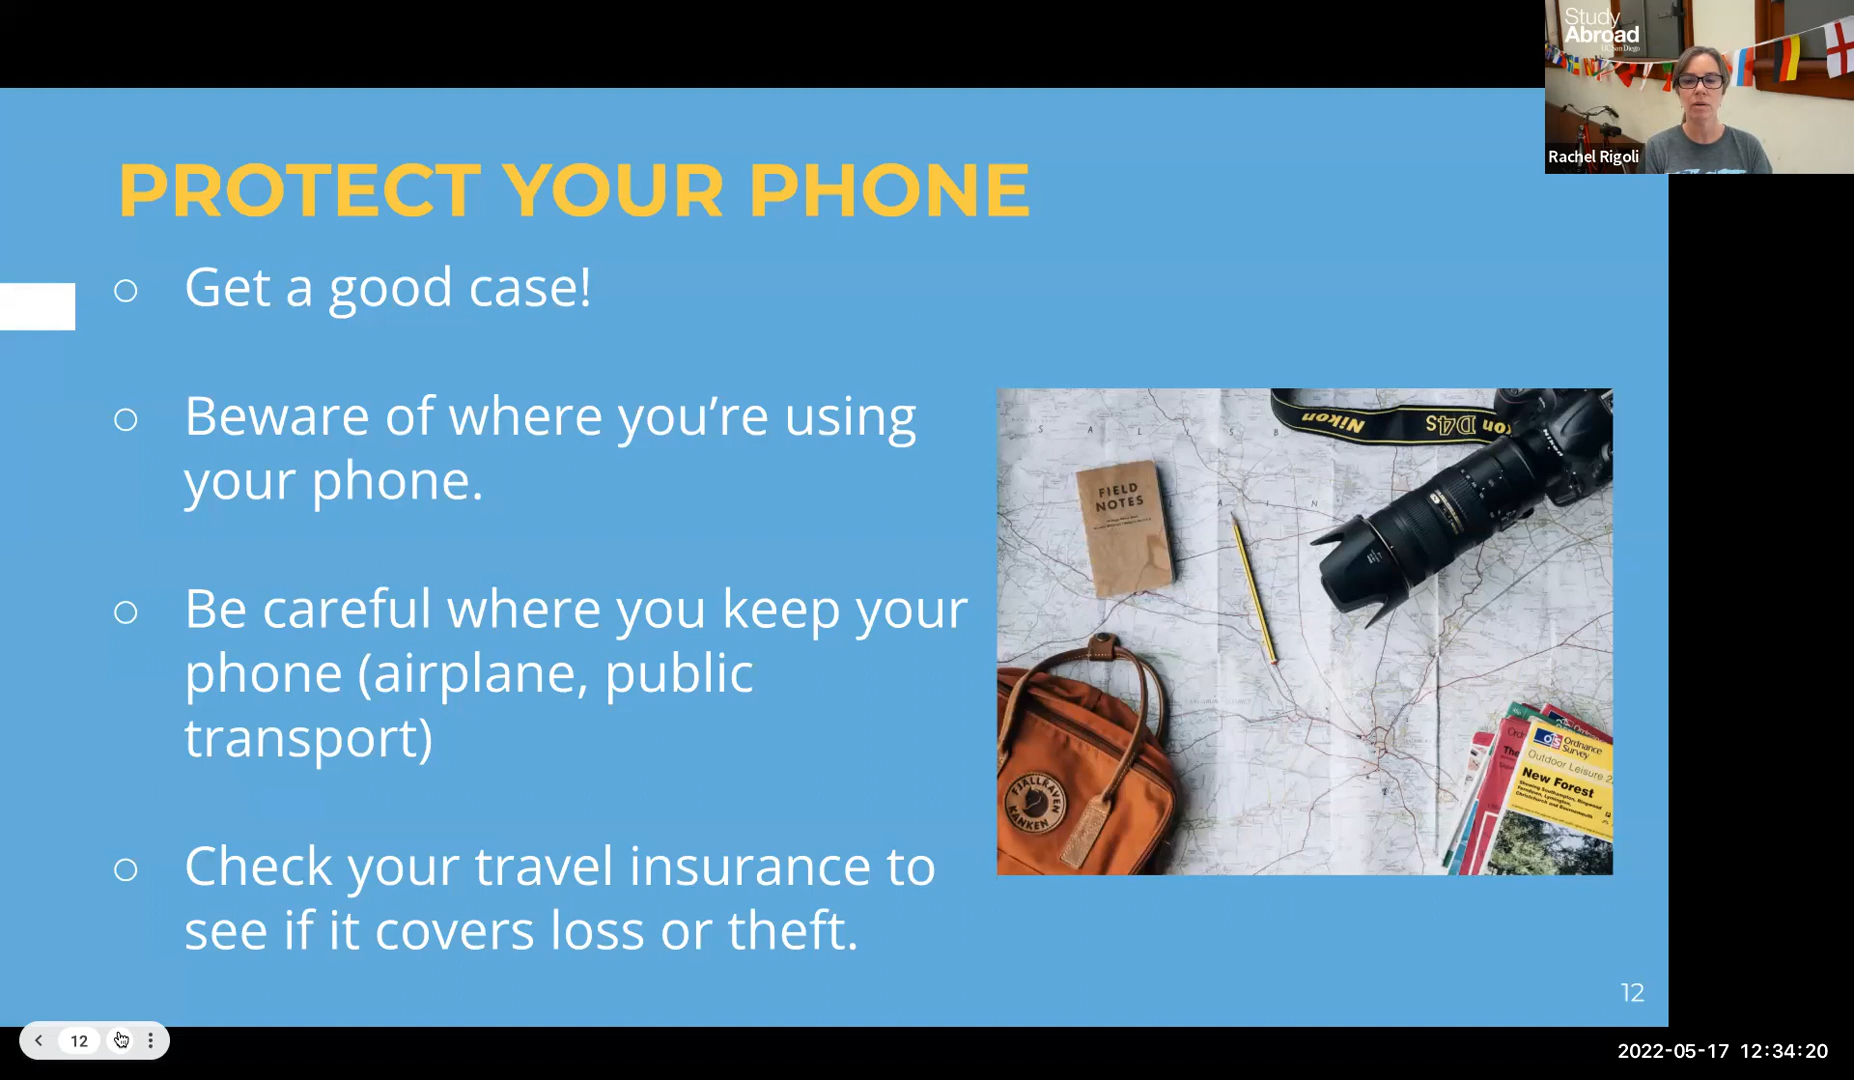 Study
Abroad
UC San Diego
Rachel Rigoli
PROTECT YOUR PHONE
○ Get a good case!
○ Beware of where you’re using
your phone.
○ Be careful where you keep your
phone (airplane, public
transport)
○ Check your travel insurance to
see if it covers loss or theft.
Nikon
D4S
FIELD
NOTES
FJALLRAVEN
KANKEN
Ordnance
Survey
Outdoor Leisure 2
New Forest
12
12
2022-05-17 12:34:20